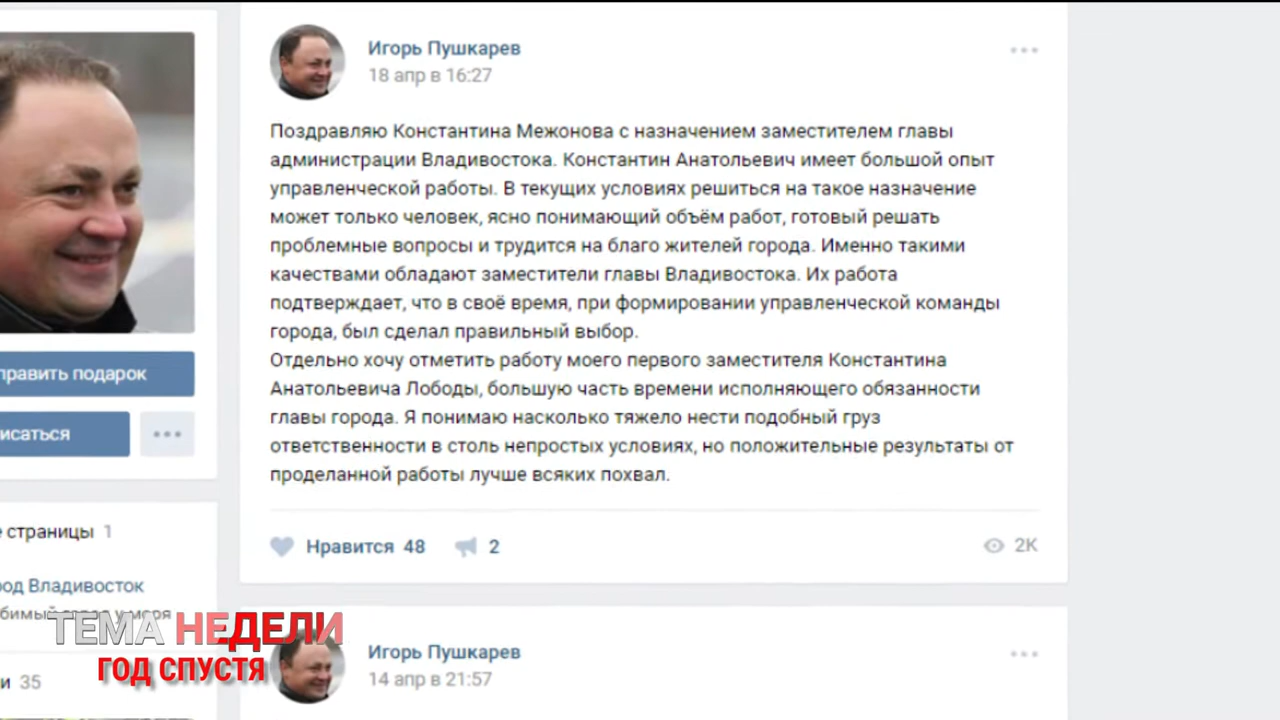 Игорь Пушкарев
18 апр в 16:27
Поздравляю Константина Межонова с назначением заместителем главы
администрации Владивостока. Константин Анатольевич имеет большой опыт
управленческой работы. В текущих условиях решиться на такое назначение
может только человек, ясно понимающий объём работ, готовый решать
проблемные вопросы и трудится на благо жителей города. Именно такими
качествами обладают заместители главы Владивостока. Их работа
подтверждает, что в своё время, при формировании управленческой команды
города, был сделал правильный выбор.
Отдельно хочу отметить работу моего первого заместителя Константина
Анатольевича Лободы, большую часть времени исполняющего обязанности
главы города. Я понимаю насколько тяжело нести подобный груз
ответственности в столь непростых условиях, но положительные результаты от
проделанной работы лучше всяких похвал.
Нравится 48 2 2K
править подарок
исаться
е страницы 1
род Владивосток
бимый город у моря
и 35
ТЕМА НЕДЕЛИ
ГОД СПУСТЯ
Игорь Пушкарев
14 апр в 21:57